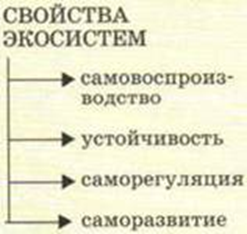 СВОЙСТВА
ЭКОСИСТЕМ
самовоспроиз-
водство
устойчивость
саморегуляция
саморазвитие